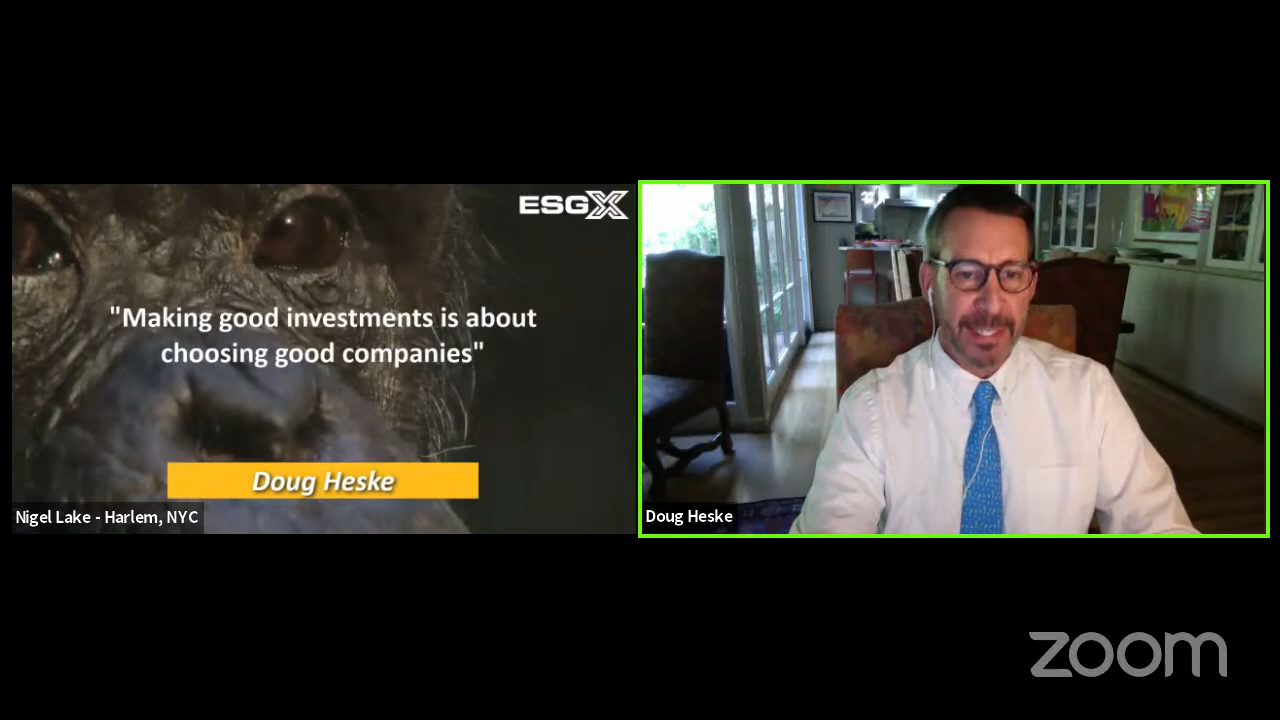 ESGX
"Making good investments is about
choosing good companies"
Doug Heske
Nigel Lake - Harlem, NYC
Doug Heske
zoom